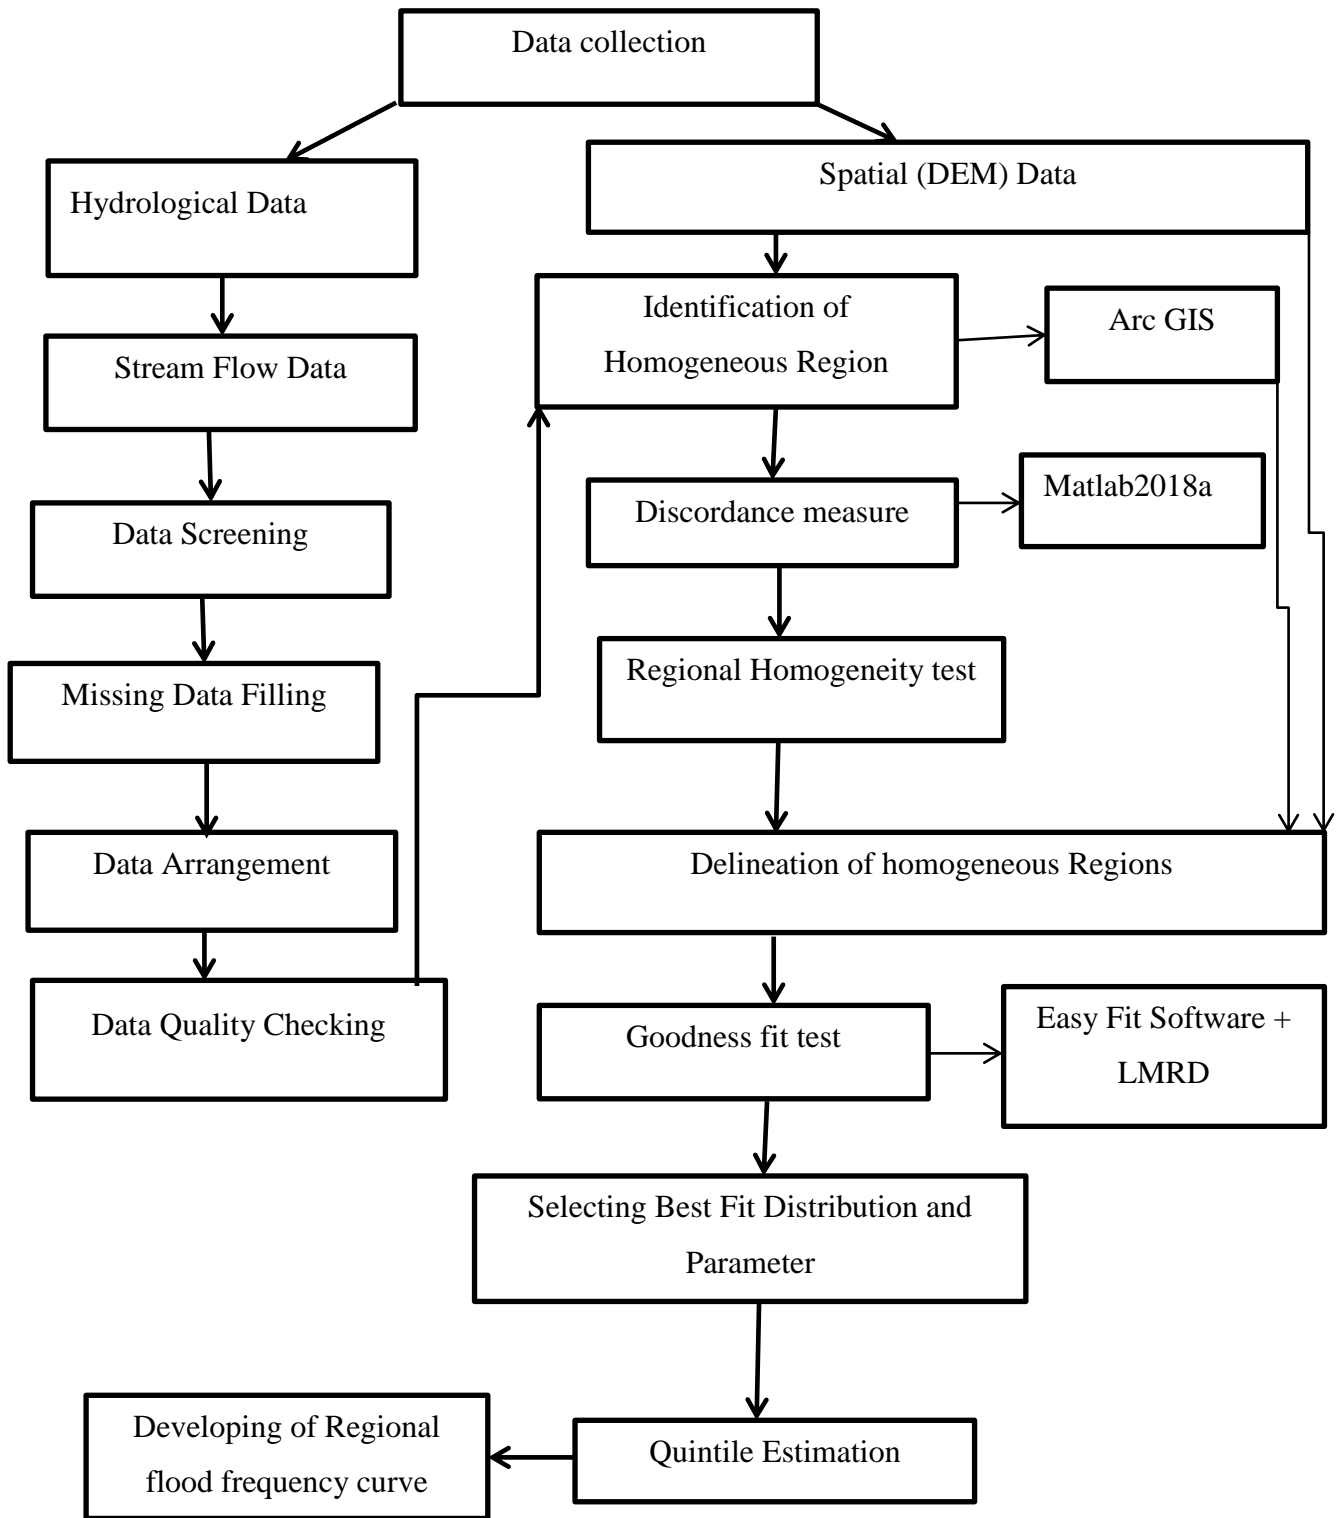 Data collection
Hydrological Data
Spatial (DEM) Data
Stream Flow Data
Identification of
Homogeneous Region
Arc GIS
Data Screening
Discordance measure
Matlab2018a
Missing Data Filling
Regional Homogeneity test
Data Arrangement
Delineation of homogeneous Regions
Data Quality Checking
Goodness fit test
Easy Fit Software +
LMRD
Selecting Best Fit Distribution and
Parameter
Quintile Estimation
Developing of Regional
flood frequency curve